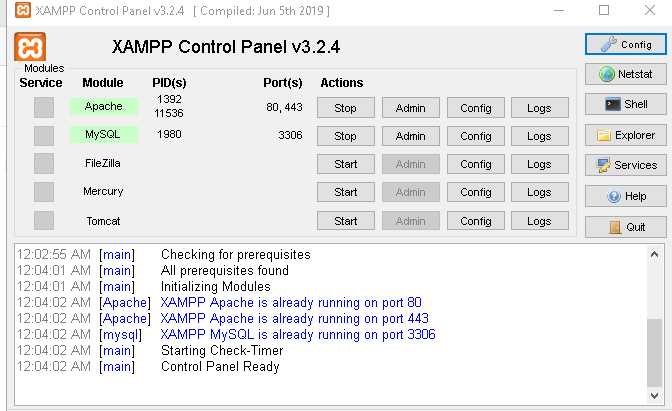 XAMPP Control Panel v3.2.4 [ Compiled: Jun 5th 2019 ]
XAMPP Control Panel v3.2.4
Config
Modules
Service Module PID(s) Port(s) Actions
Netstat
Apache 1392 11536 80, 443 Stop Admin Config Logs
Shell
MySQL 1980 3306 Stop Admin Config Logs
Explorer
FileZilla Start Admin Config Logs
Services
Mercury Start Admin Config Logs
Help
Tomcat Start Admin Config Logs
Quit
12:02:55 AM [main] Checking for prerequisites
12:04:01 AM [main] All prerequisites found
12:04:01 AM [main] Initializing Modules
12:04:02 AM [Apache] XAMPP Apache is already running on port 80
12:04:02 AM [Apache] XAMPP Apache is already running on port 443
12:04:02 AM [mysql] XAMPP MySQL is already running on port 3306
12:04:02 AM [main] Starting Check-Timer
12:04:02 AM [main] Control Panel Ready